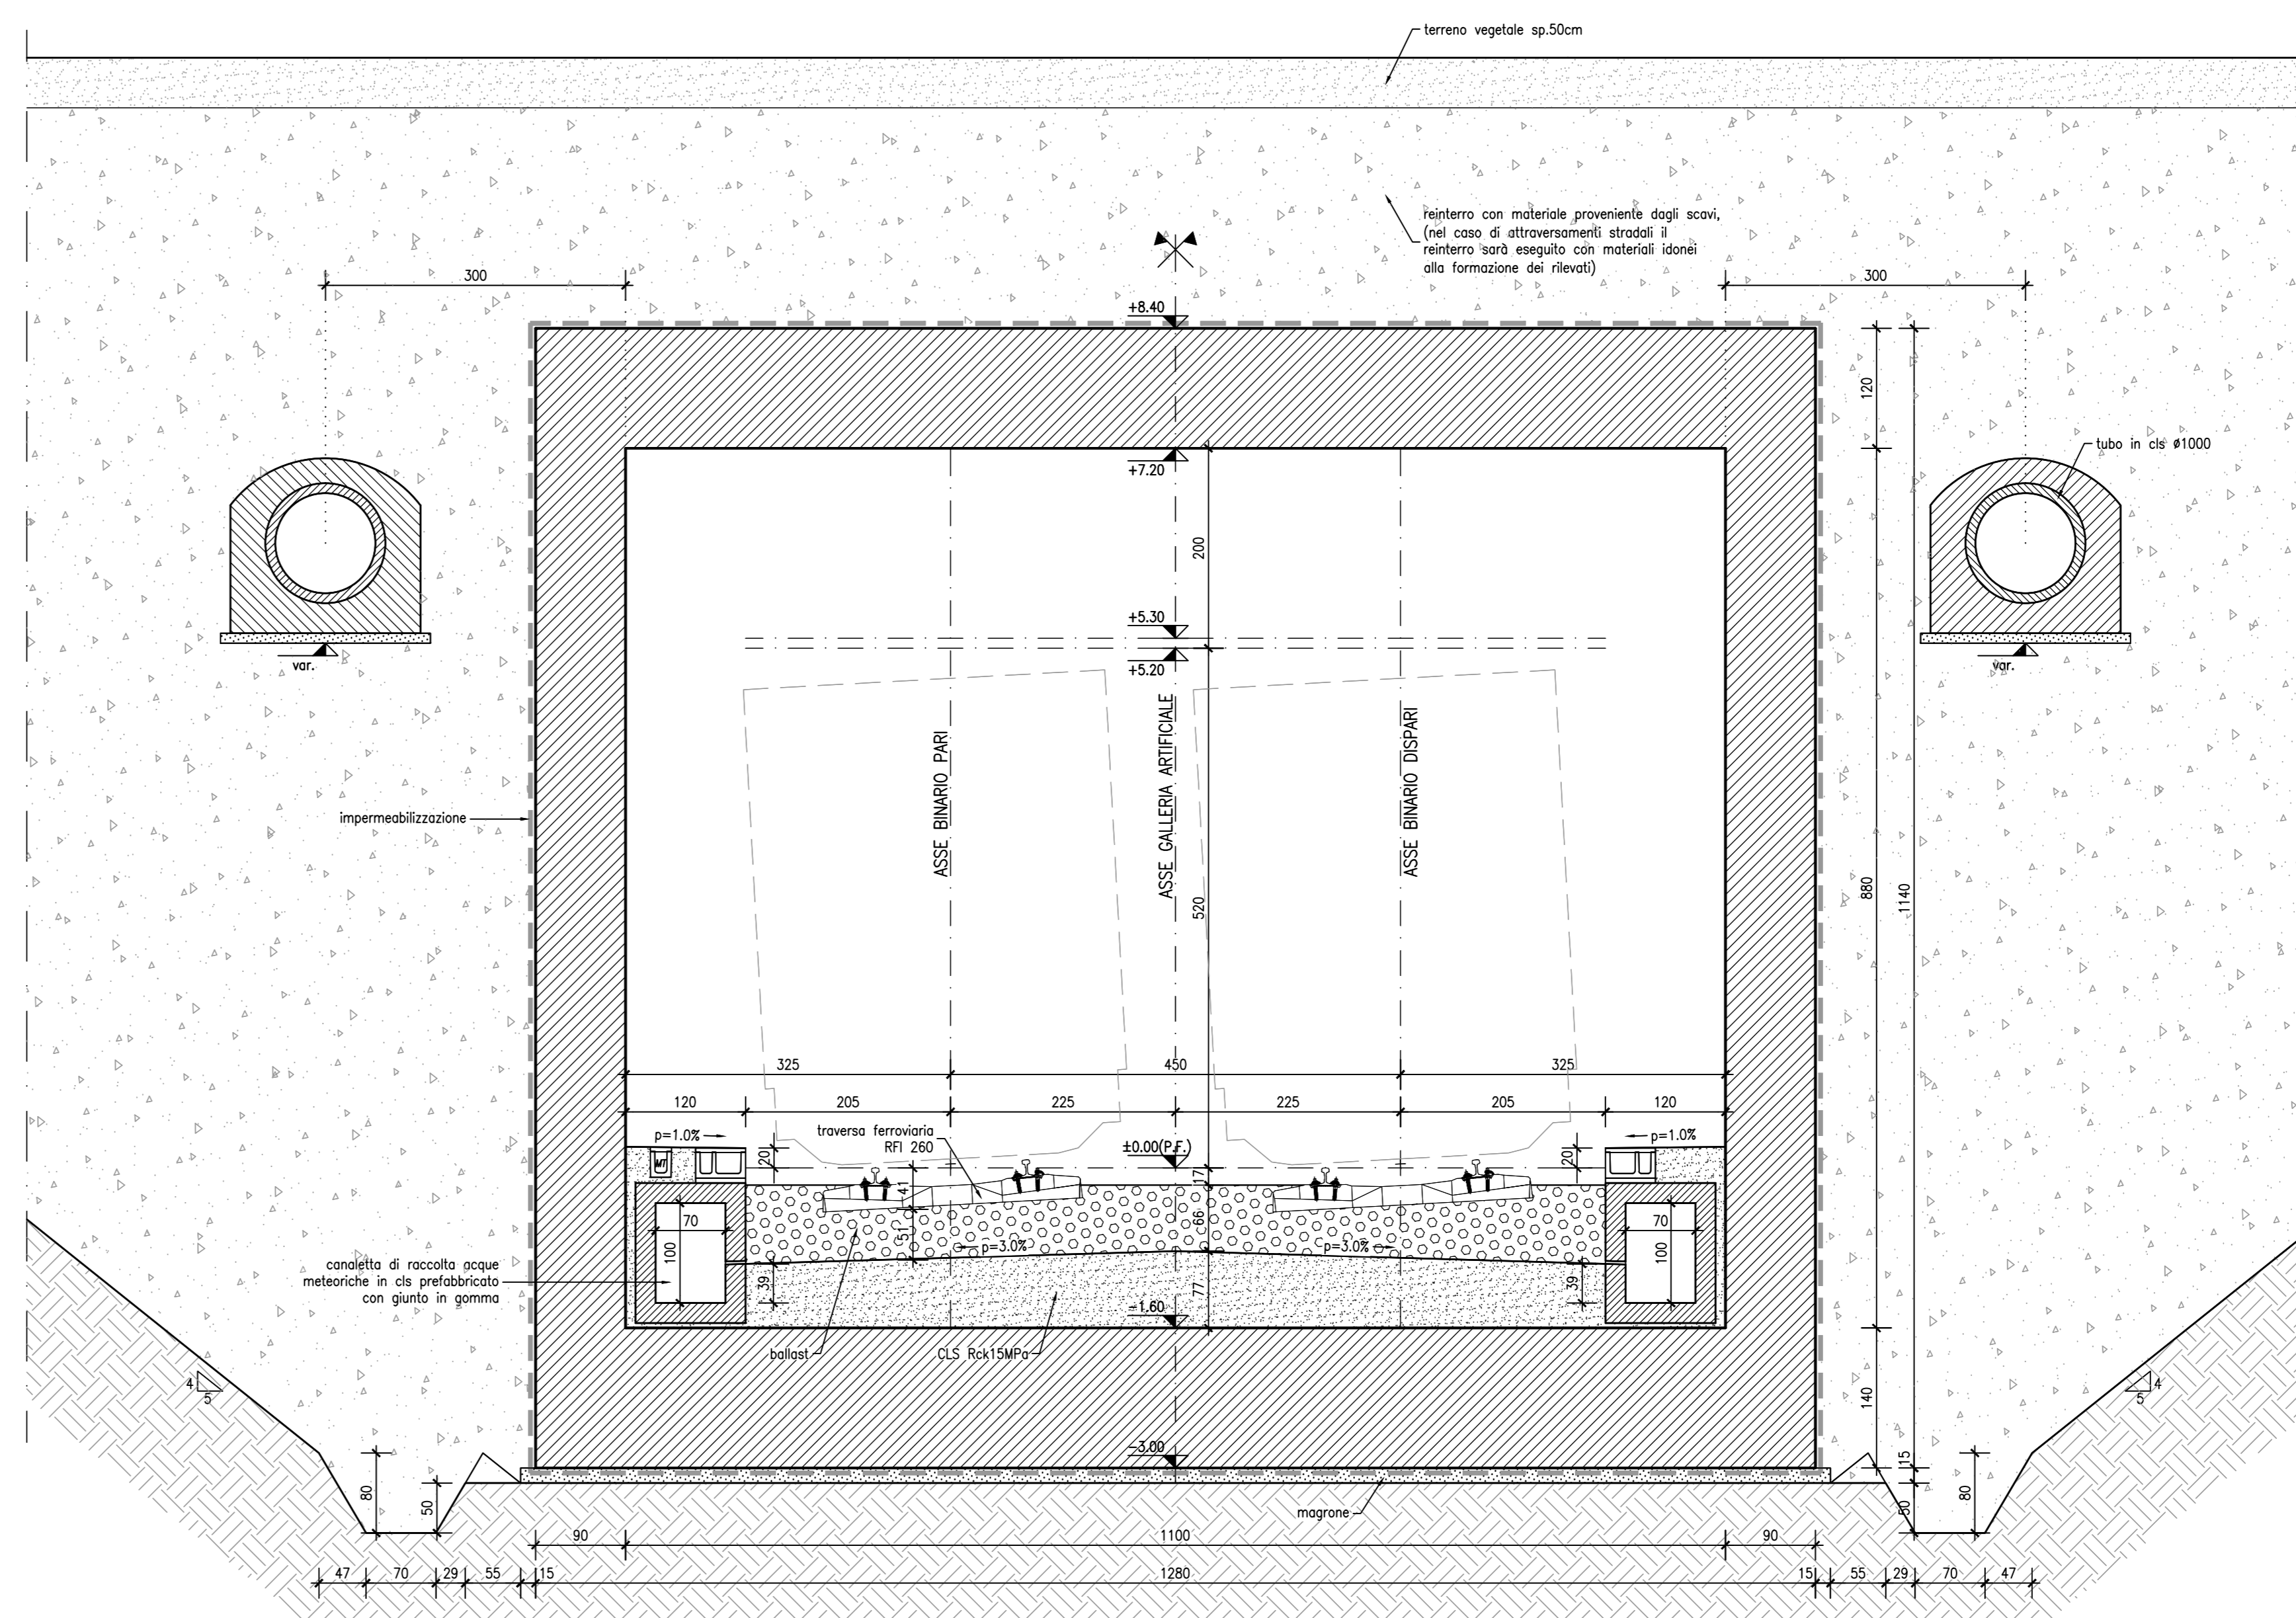 terreno vegetale sp.50cm
reinterro con materiale proveniente dagli scavi,
(nel caso di attraversamenti stradali il
reinterro sarà eseguito con materiali idonei
alla formazione dei rilevati)
300
300
+8.40
120
tubo in cls ø1000
+7.20
200
+5.30
+5.20
var.
var.
ASSE BINARIO PARI
ASSE GALLERIA ARTIFICIALE
ASSE BINARIO DISPARI
impermeabilizzazione
520
880
1140
325
450
325
120
205
225
225
205
120
p=1.0%
traversa ferroviaria
RFI 260
±0.00(P.F.)
p=1.0%
20
20
MT
17
41
66
51
70
100
p=3.0%
p=3.0%
70
100
canaletta di raccolta acque
meteoriche in cls prefabbricato
con giunto in gomma
39
77
39
-1.60
ballast
CLS Rck15MPa
4
5
4
5
140
-3.00
15
80
50
50
80
magrone
90
1100
90
47
70
29
55
15
1280
15
55
29
70
47